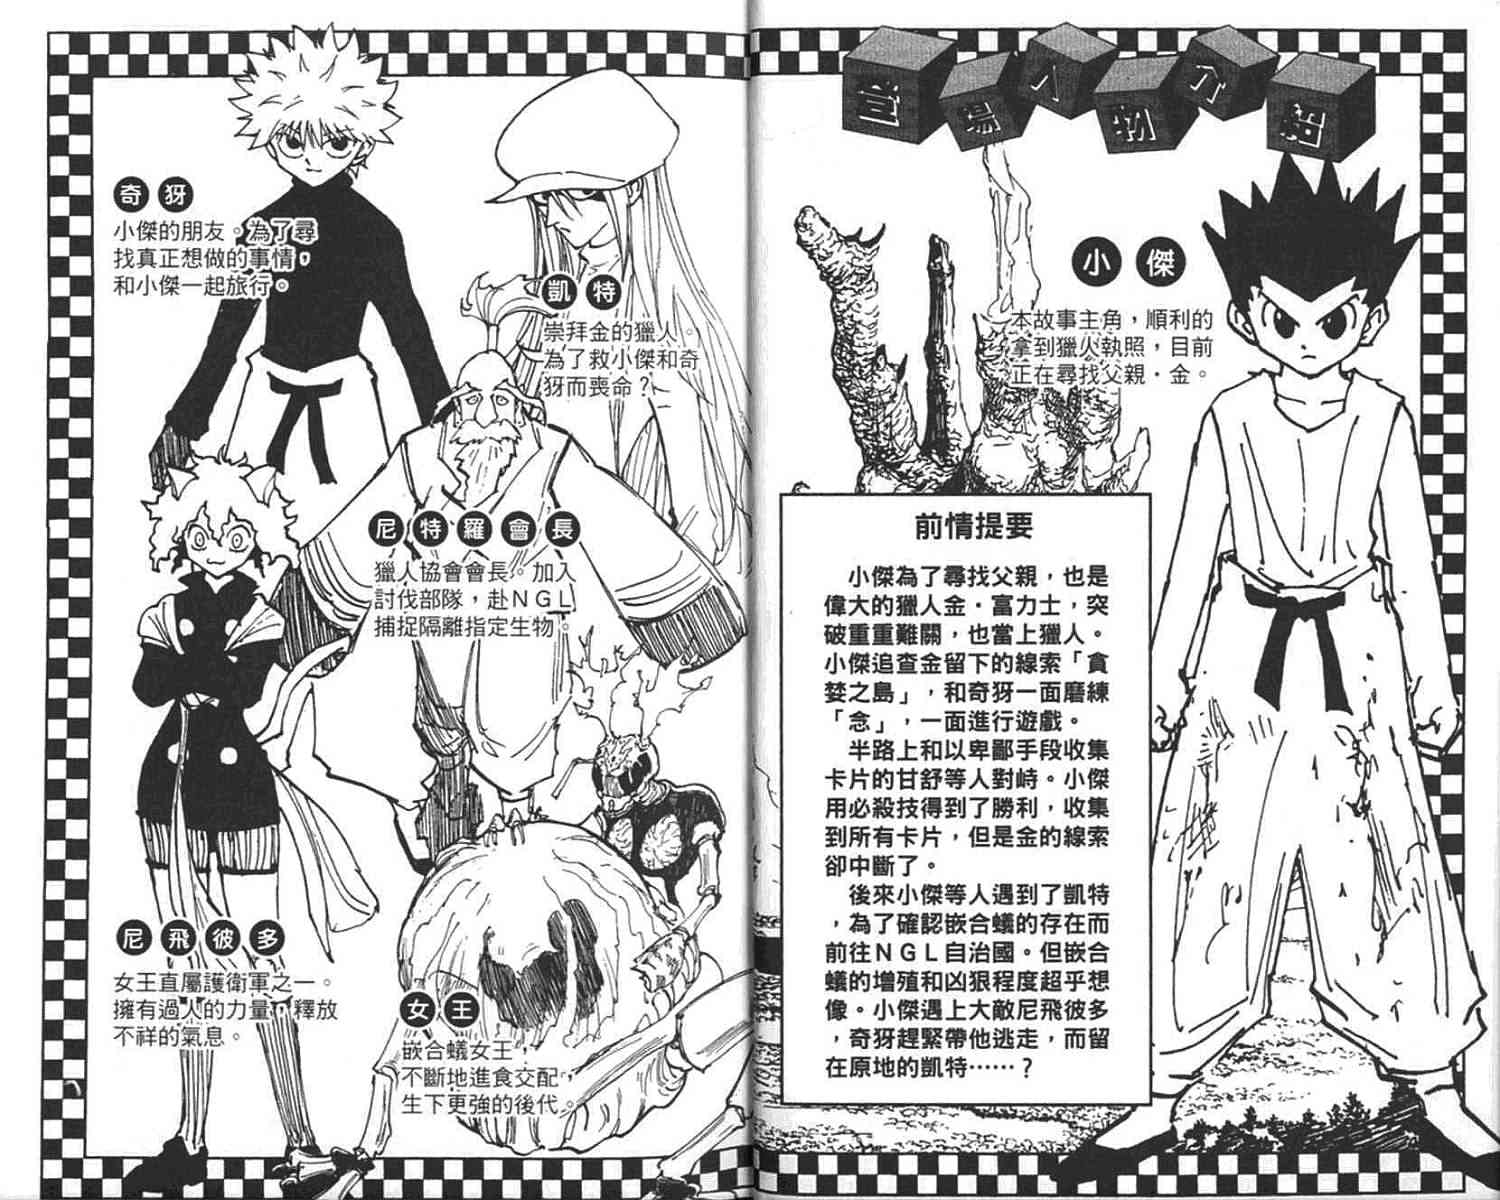 登場人物介紹
小傑
本故事主角，順利的
拿到獵人執照，目前
正在尋找父親・金。
前情提要
小傑為了尋找父親，也是
偉大的獵人金・富力士，突
破重重難關，也當上獵人。
小傑追查金留下的線索「貪
婪之島」，和奇犽一面磨練
「念」，一面進行遊戲。
半路上和以卑鄙手段收集
卡片的甘舒等人對峙。小傑
用必殺技得到了勝利，收集
到所有卡片，但是金的線索
卻中斷了。
後來小傑等人遇到了凱特
，為了確認嵌合蟻的存在而
前往ＮＧＬ自治國。但嵌合
蟻的增殖和凶狠程度超乎想
像。小傑遇上大敵尼飛彼多
，奇犽趕緊帶他逃走，而留
在原地的凱特……？
奇犽
小傑的朋友。為了尋
找真正想做的事情，
和小傑一起旅行。
凱特
崇拜金的獵人。
為了救小傑和奇
犽而喪命？
尼特羅會長
獵人協會會長。加入
討伐部隊，赴ＮＧＬ
捕捉隔離指定生物。
尼飛彼多
女王直屬護衛軍之一。
擁有過人的力量，釋放
不祥的氣息。
女王
嵌合蟻女王，
不斷地進食交配，
生下更強的後代。